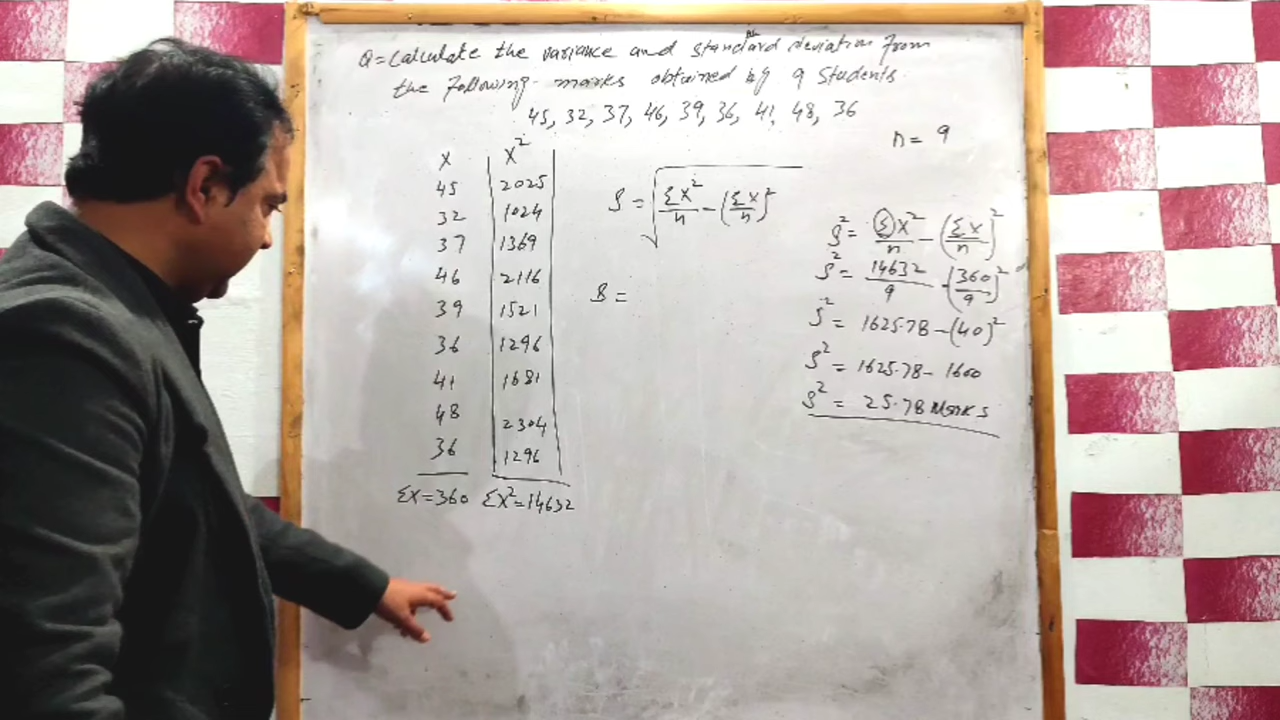 Q= Calculate the variance and standard deviation from
the following marks obtained by 9 students.
45, 32, 37, 46, 39, 36, 41, 48, 36
n = 9
X X²
45 2025
32 1024
37 1369
46 2116
39 1521
36 1296
41 1681
48 2304
36 1296
ΣX=360 ΣX²=14632
S = √(ΣX²/n − (ΣX/n)²)
S =
S² = ΣX²/n − (ΣX/n)²
S² = 14632/9 − (360/9)²
S² = 1625.78 − (40)²
S² = 1625.78 − 1600
S² = 25.78 Marks